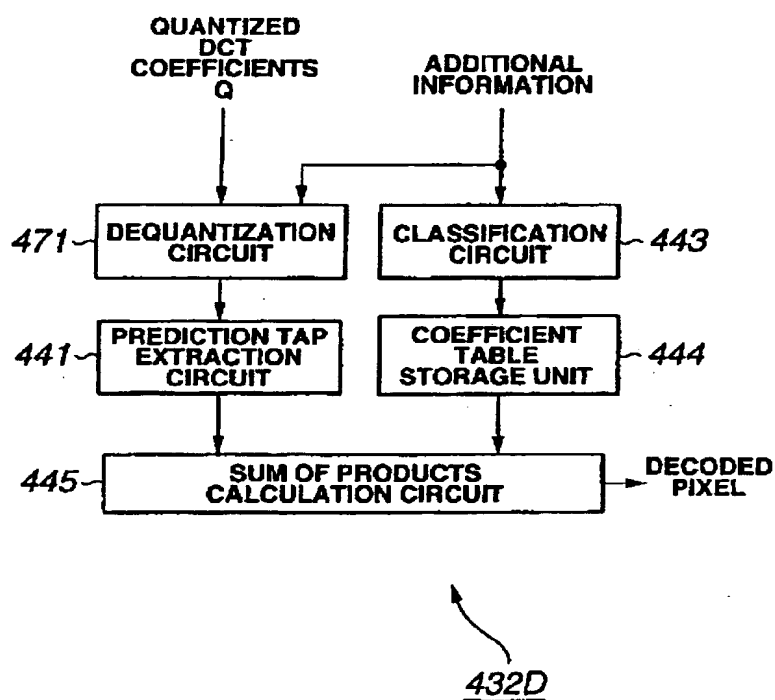 QUANTIZED
DCT
COEFFICIENTS
Q
ADDITIONAL
INFORMATION
471
DEQUANTIZATION
CIRCUIT
CLASSIFICATION
CIRCUIT
443
441
PREDICTION TAP
EXTRACTION
CIRCUIT
COEFFICIENT
TABLE
STORAGE UNIT
444
445
SUM OF PRODUCTS
CALCULATION CIRCUIT
DECODED
PIXEL
432D